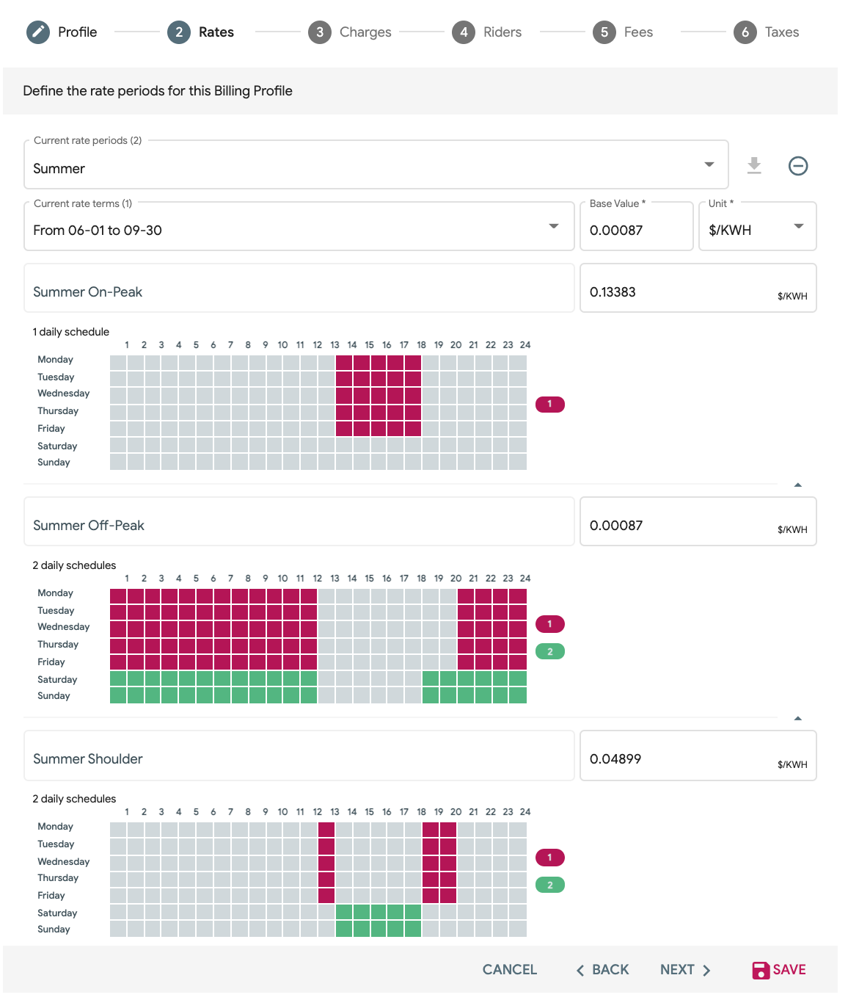 Profile 2 Rates 3 Charges 4 Riders 5 Fees 6 Taxes
Define the rate periods for this Billing Profile
Current rate periods (2)
Summer
Current rate terms (1) Base Value * Unit *
From 06-01 to 09-30 0.00087 $/KWH
Summer On-Peak 0.13383 $/KWH
1 daily schedule
1 2 3 4 5 6 7 8 9 10 11 12 13 14 15 16 17 18 19 20 21 22 23 24
Monday
Tuesday
Wednesday
1
Thursday
Friday
Saturday
Sunday
Summer Off-Peak 0.00087 $/KWH
2 daily schedules
1 2 3 4 5 6 7 8 9 10 11 12 13 14 15 16 17 18 19 20 21 22 23 24
Monday
Tuesday
Wednesday 1
Thursday
2
Friday
Saturday
Sunday
Summer Shoulder 0.04899 $/KWH
2 daily schedules
1 2 3 4 5 6 7 8 9 10 11 12 13 14 15 16 17 18 19 20 21 22 23 24
Monday
Tuesday
Wednesday 1
Thursday
2
Friday
Saturday
Sunday
CANCEL BACK NEXT SAVE